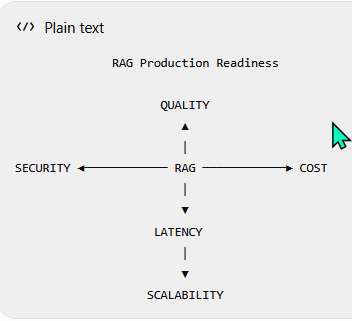 Plain text
RAG Production Readiness
QUALITY
SECURITY ◄──────────── RAG ────────────► COST
LATENCY
SCALABILITY